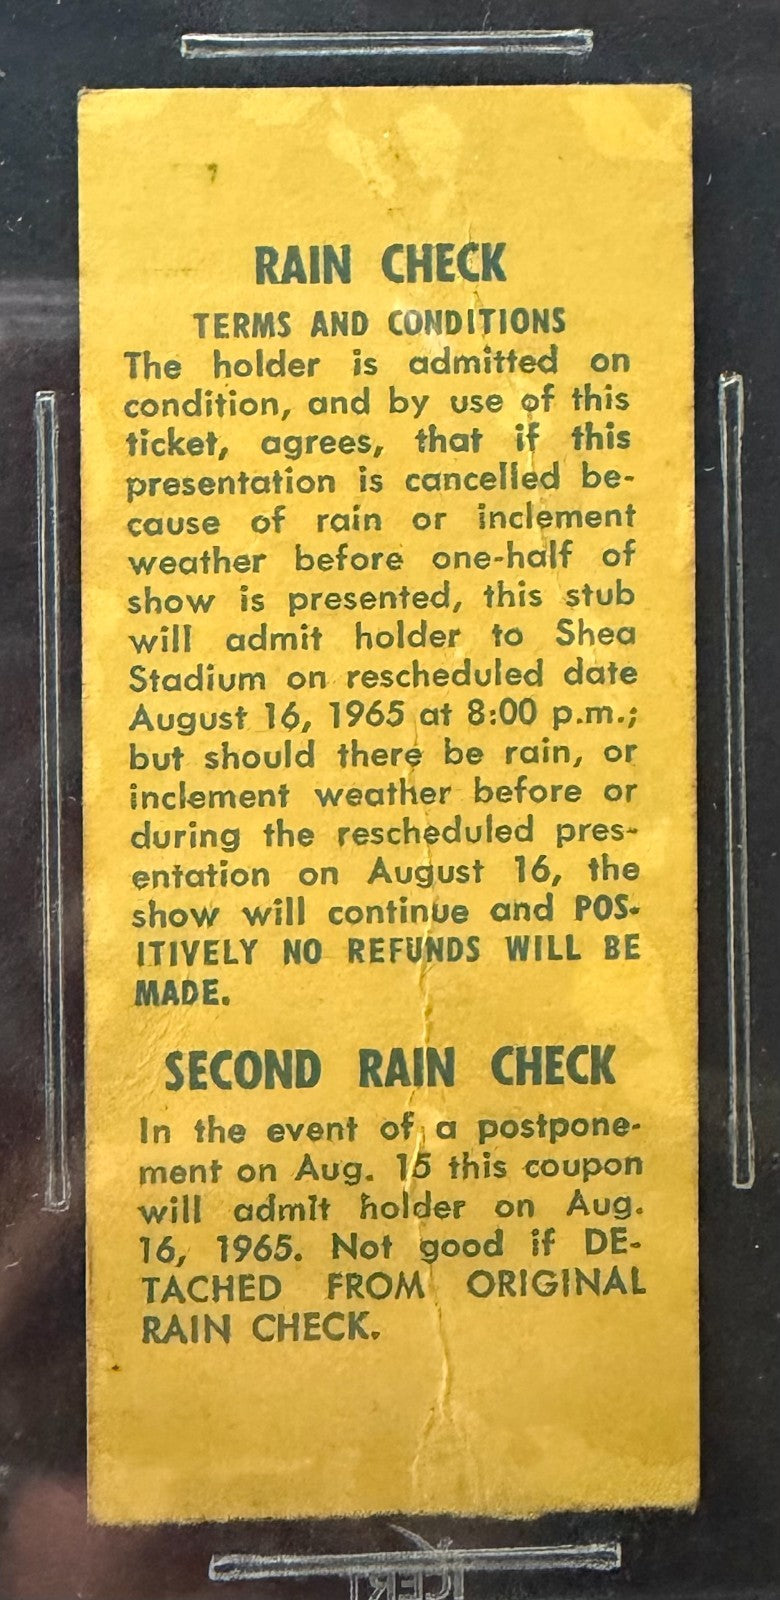 RAIN CHECK
TERMS AND CONDITIONS
The holder is admitted on
condition, and by use of this
ticket, agrees, that if this
presentation is cancelled be-
cause of rain or inclement
weather before one-half of
show is presented, this stub
will admit holder to Shea
Stadium on rescheduled date
August 16, 1965 at 8:00 p.m.;
but should there be rain, or
inclement weather before or
during the rescheduled pres-
entation on August 16, the
show will continue and POS-
ITIVELY NO REFUNDS WILL BE
MADE.
SECOND RAIN CHECK
In the event of a postpone-
ment on Aug. 15 this coupon
will admit holder on Aug.
16, 1965. Not good if DE-
TACHED FROM ORIGINAL
RAIN CHECK.